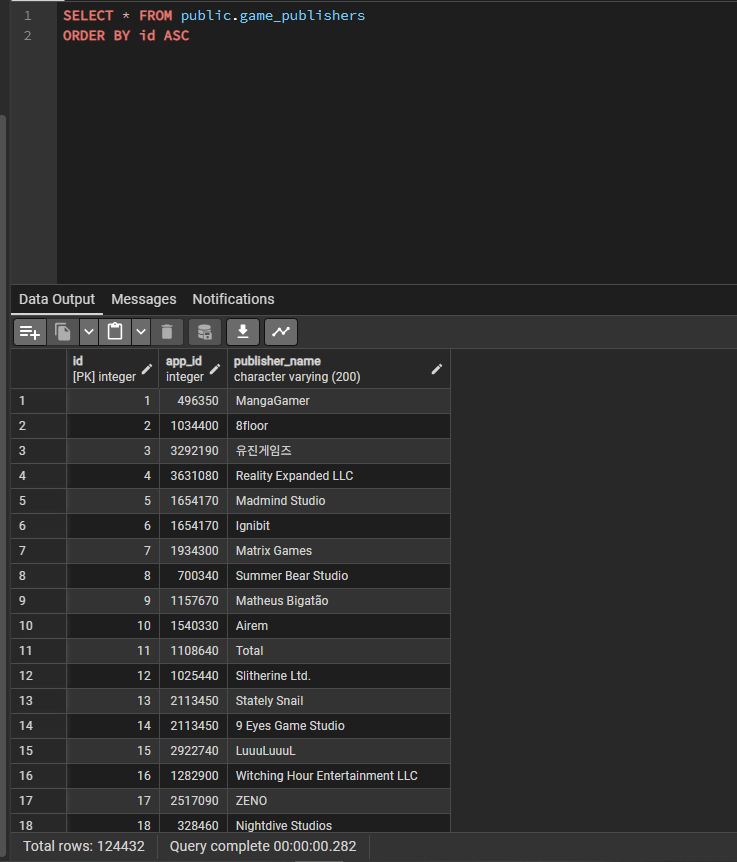 1 SELECT * FROM public.game_publishers
2 ORDER BY id ASC
Data Output Messages Notifications
id app_id publisher_name
[PK] integer integer character varying (200)
1 1 496350 MangaGamer
2 2 1034400 8floor
3 3 3292190 유진게임즈
4 4 3631080 Reality Expanded LLC
5 5 1654170 Madmind Studio
6 6 1654170 Ignibit
7 7 1934300 Matrix Games
8 8 700340 Summer Bear Studio
9 9 1157670 Matheus Bigatão
10 10 1540330 Airem
11 11 1108640 Total
12 12 1025440 Slitherine Ltd.
13 13 2113450 Stately Snail
14 14 2113450 9 Eyes Game Studio
15 15 2922740 LuuuLuuuL
16 16 1282900 Witching Hour Entertainment LLC
17 17 2517090 ZENO
18 18 328460 Nightdive Studios
Total rows: 124432 Query complete 00:00:00.282